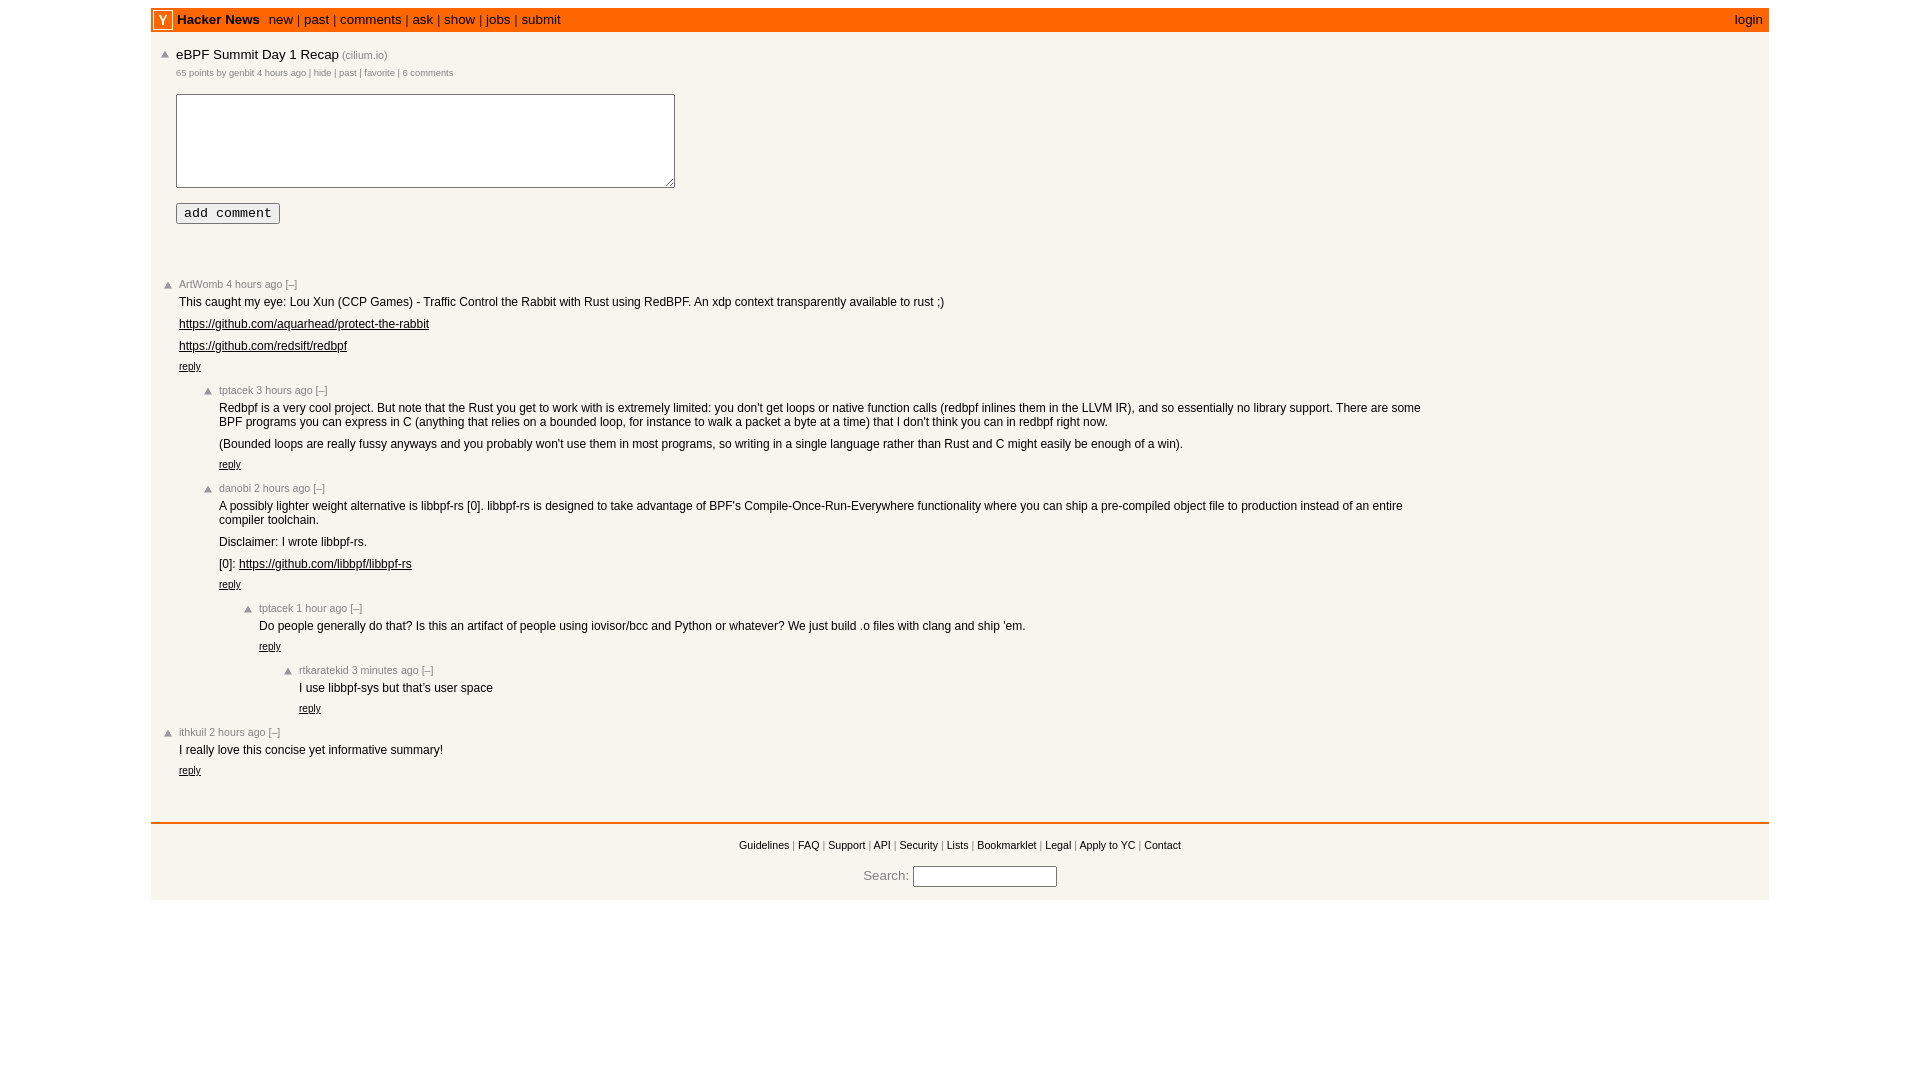 Y Hacker News new | past | comments | ask | show | jobs | submit login
eBPF Summit Day 1 Recap (cilium.io)
65 points by genbit 4 hours ago | hide | past | favorite | 6 comments
add comment
ArtWomb 4 hours ago [–]
This caught my eye: Lou Xun (CCP Games) - Traffic Control the Rabbit with Rust using RedBPF. An xdp context transparently available to rust ;)
https://github.com/aquarhead/protect-the-rabbit
https://github.com/redsift/redbpf
reply
tptacek 3 hours ago [–]
Redbpf is a very cool project. But note that the Rust you get to work with is extremely limited: you don't get loops or native function calls (redbpf inlines them in the LLVM IR), and so essentially no library support. There are some
BPF programs you can express in C (anything that relies on a bounded loop, for instance to walk a packet a byte at a time) that I don't think you can in redbpf right now.
(Bounded loops are really fussy anyways and you probably won't use them in most programs, so writing in a single language rather than Rust and C might easily be enough of a win).
reply
danobi 2 hours ago [–]
A possibly lighter weight alternative is libbpf-rs [0]. libbpf-rs is designed to take advantage of BPF's Compile-Once-Run-Everywhere functionality where you can ship a pre-compiled object file to production instead of an entire
compiler toolchain.
Disclaimer: I wrote libbpf-rs.
[0]: https://github.com/libbpf/libbpf-rs
reply
tptacek 1 hour ago [–]
Do people generally do that? Is this an artifact of people using iovisor/bcc and Python or whatever? We just build .o files with clang and ship 'em.
reply
rtkaratekid 3 minutes ago [–]
I use libbpf-sys but that's user space
reply
ithkuil 2 hours ago [–]
I really love this concise yet informative summary!
reply
Guidelines | FAQ | Support | API | Security | Lists | Bookmarklet | Legal | Apply to YC | Contact
Search: